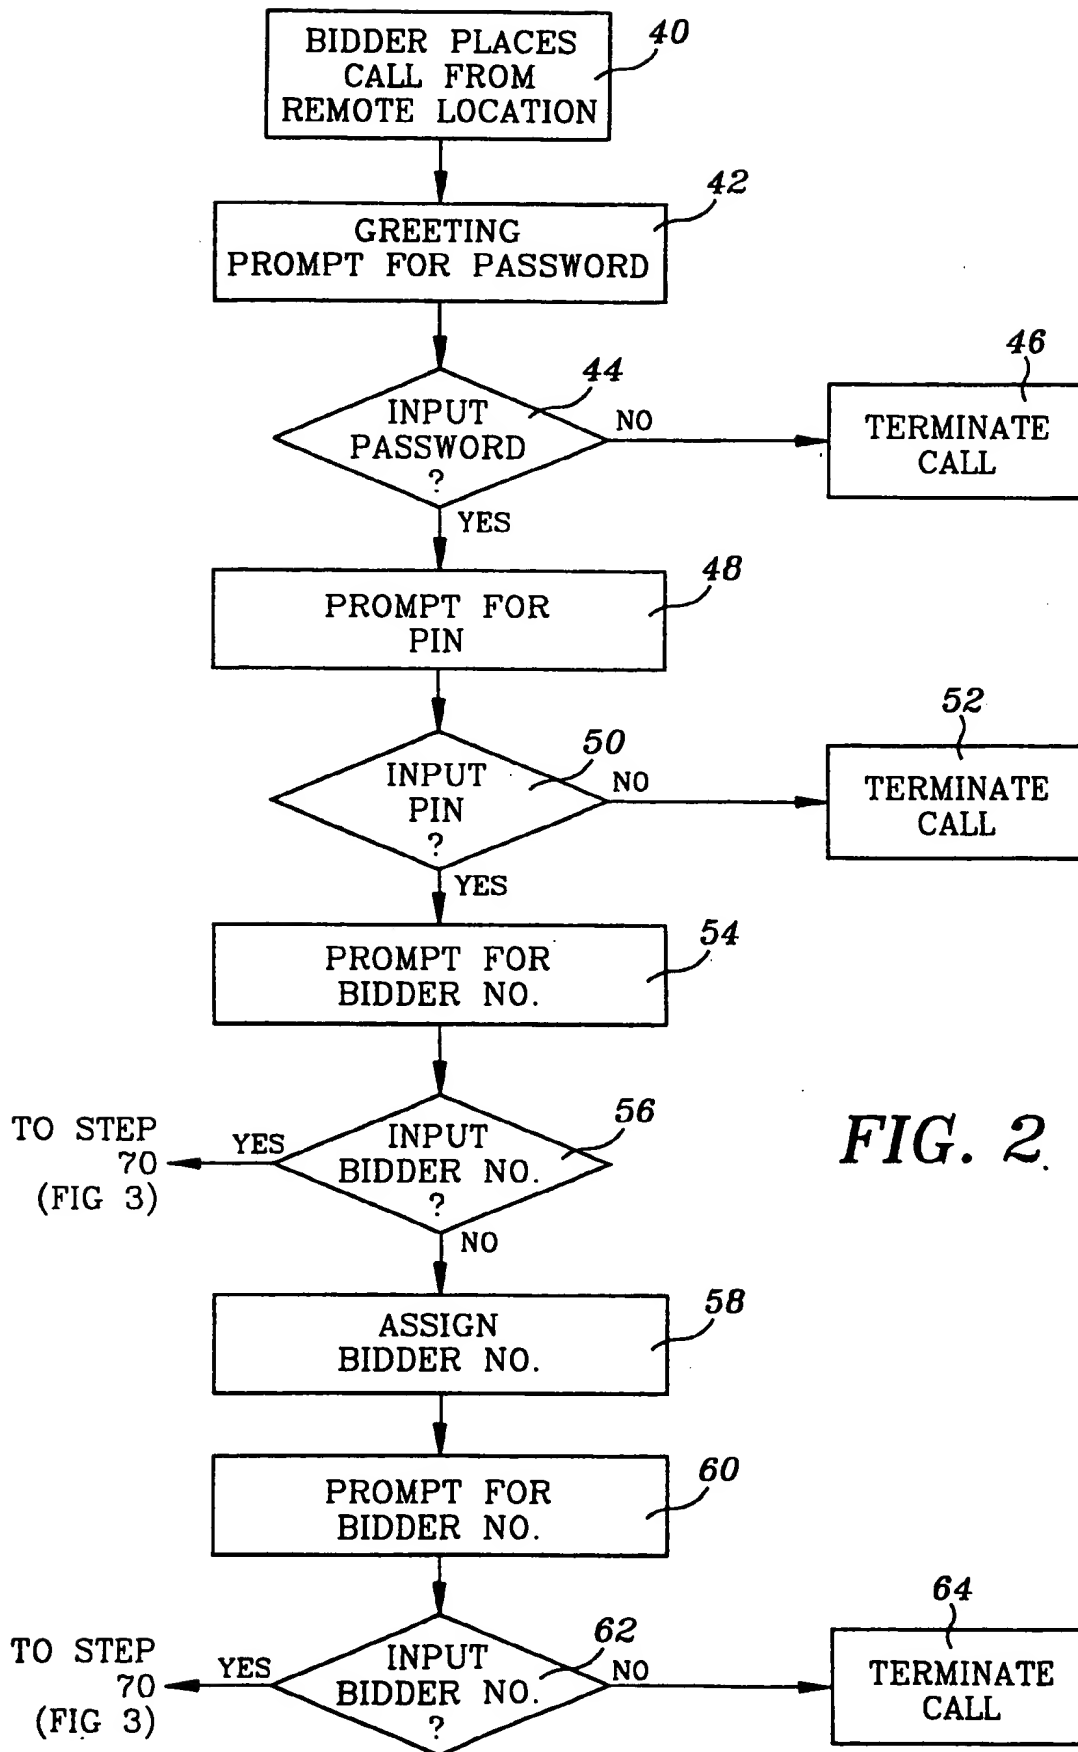 BIDDER PLACES
CALL FROM
REMOTE LOCATION
40
GREETING
PROMPT FOR PASSWORD
42
INPUT
PASSWORD
?
44
NO
TERMINATE
CALL
46
YES
PROMPT FOR
PIN
48
INPUT
PIN
?
50
NO
TERMINATE
CALL
52
YES
PROMPT FOR
BIDDER NO.
54
INPUT
BIDDER NO.
?
56
YES
TO STEP
70
(FIG 3)
FIG. 2
NO
ASSIGN
BIDDER NO.
58
PROMPT FOR
BIDDER NO.
60
INPUT
BIDDER NO.
?
62
YES
TO STEP
70
(FIG 3)
NO
TERMINATE
CALL
64